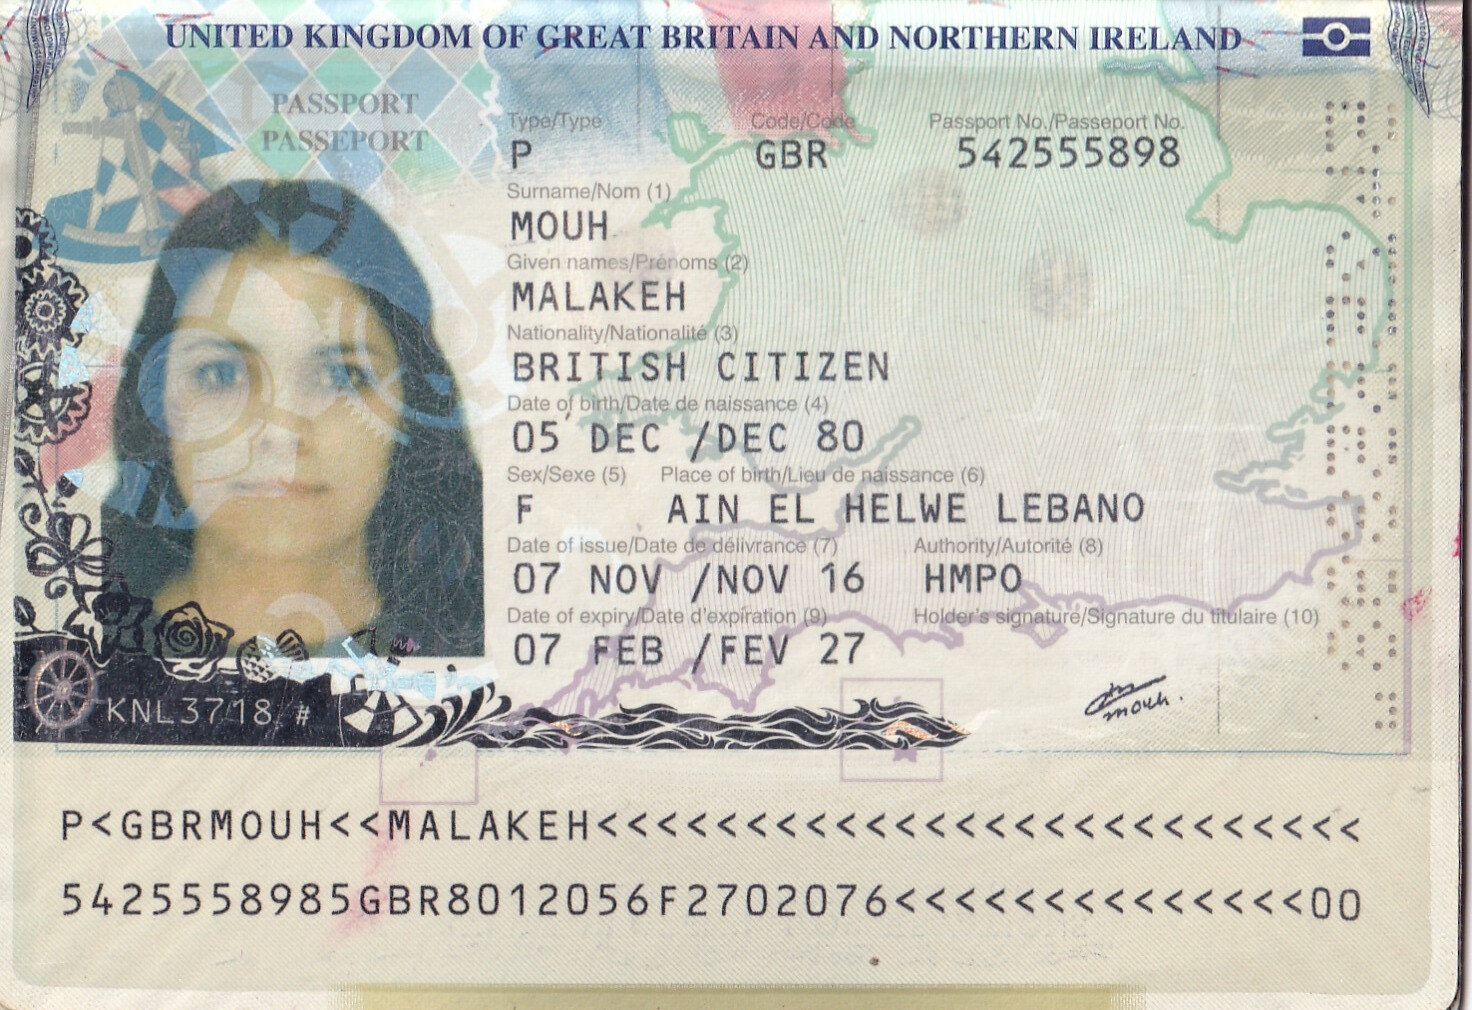 UNITED KINGDOM OF GREAT BRITAIN AND NORTHERN IRELAND
PASSPORT
PASSEPORT
Type/Type Code/Code Passport No./Passeport No.
P GBR 542555898
Surname/Nom (1)
MOUH
Given names/Prénoms (2)
MALAKEH
Nationality/Nationalité (3)
BRITISH CITIZEN
Date of birth/Date de naissance (4)
05 DEC /DEC 80
Sex/Sexe (5) Place of birth/Lieu de naissance (6)
F AIN EL HELWE LEBANO
Date of issue/Date de délivrance (7) Authority/Autorité (8)
07 NOV /NOV 16 HMPO
Date of expiry/Date d'expiration (9) Holder's signature/Signature du titulaire (10)
07 FEB /FEV 27
mouh.
KNL3718 #
P<GBRMOUH<<MALAKEH<<<<<<<<<<<<<<<<<<<<<<<<<<
5425558985GBR8012056F2702076<<<<<<<<<<<<<<00